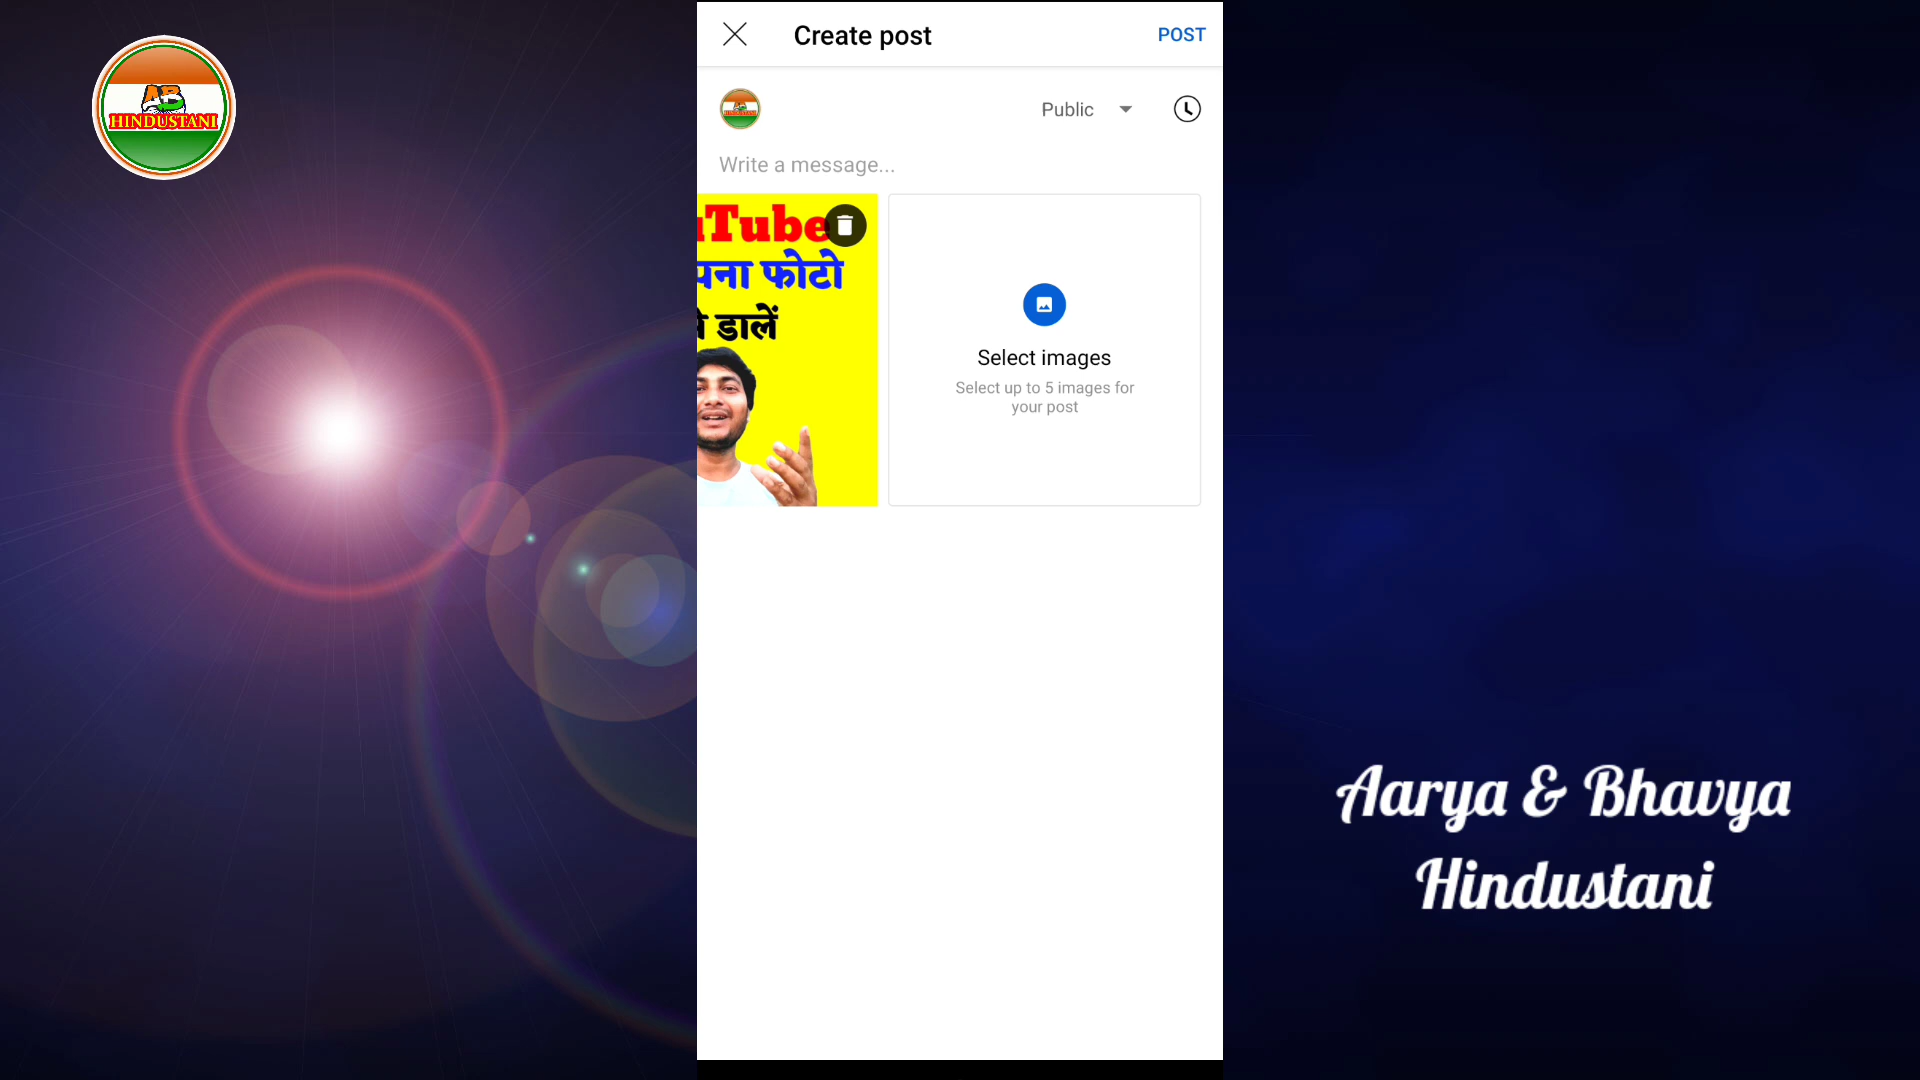 AB
HINDUSTANI
Create post
POST
Public
Write a message...
Tube
फोटो
डालें
Select images
Select up to 5 images for
your post
Aarya & Bhavya
Hindustani